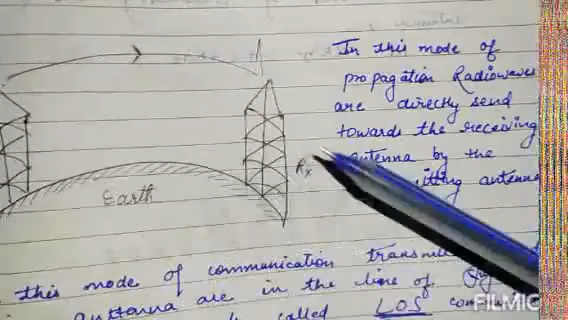 In this mode of
propagation Radiowaves
are directly send
towards the receiving
antenna by the
itting antenna
Earth
Rx
this mode of communication
are in the line of
called LOS
FILMIC